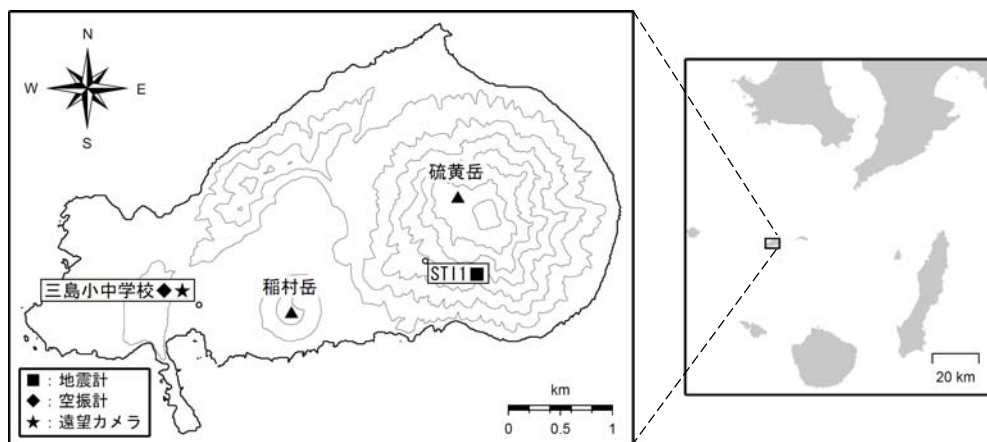 N
W
E
S
硫黄岳
STI1■
三島小中学校◆★
稲村岳
■：地震計
◆：空振計
★：遠望カメラ
km
0 0.5 1
20 km